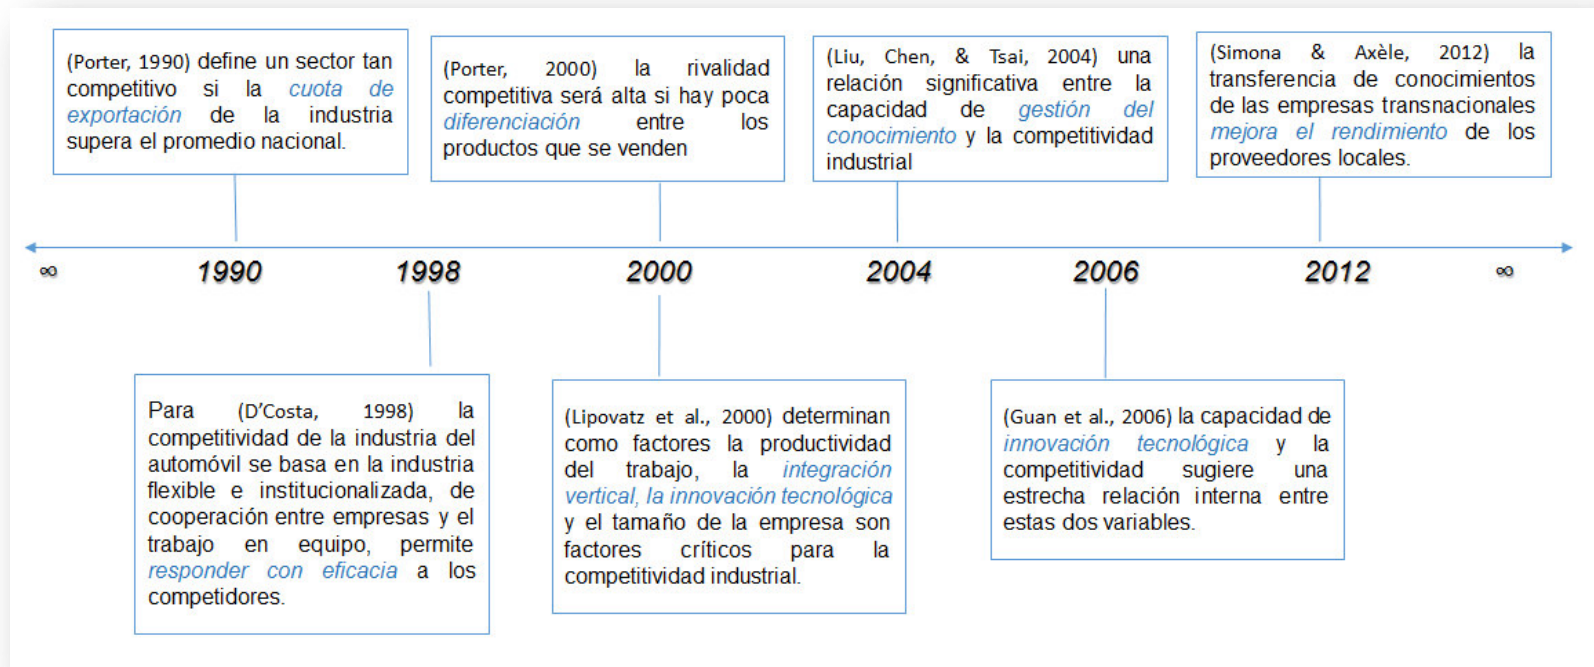 (Porter, 1990) define un sector tan
competitivo si la cuota de
exportación de la industria
supera el promedio nacional.
(Porter, 2000) la rivalidad
competitiva será alta si hay poca
diferenciación entre los
productos que se venden
(Liu, Chen, & Tsai, 2004) una
relación significativa entre la
capacidad de gestión del
conocimiento y la competitividad
industrial
(Simona & Axèle, 2012) la
transferencia de conocimientos
de las empresas transnacionales
mejora el rendimiento de los
proveedores locales.
∞ 1990 1998 2000 2004 2006 2012 ∞
Para (D'Costa, 1998) la
competitividad de la industria del
automóvil se basa en la industria
flexible e institucionalizada, de
cooperación entre empresas y el
trabajo en equipo, permite
responder con eficacia a los
competidores.
(Lipovatz et al., 2000) determinan
como factores la productividad
del trabajo, la integración
vertical, la innovación tecnológica
y el tamaño de la empresa son
factores críticos para la
competitividad industrial.
(Guan et al., 2006) la capacidad de
innovación tecnológica y la
competitividad sugiere una
estrecha relación interna entre
estas dos variables.